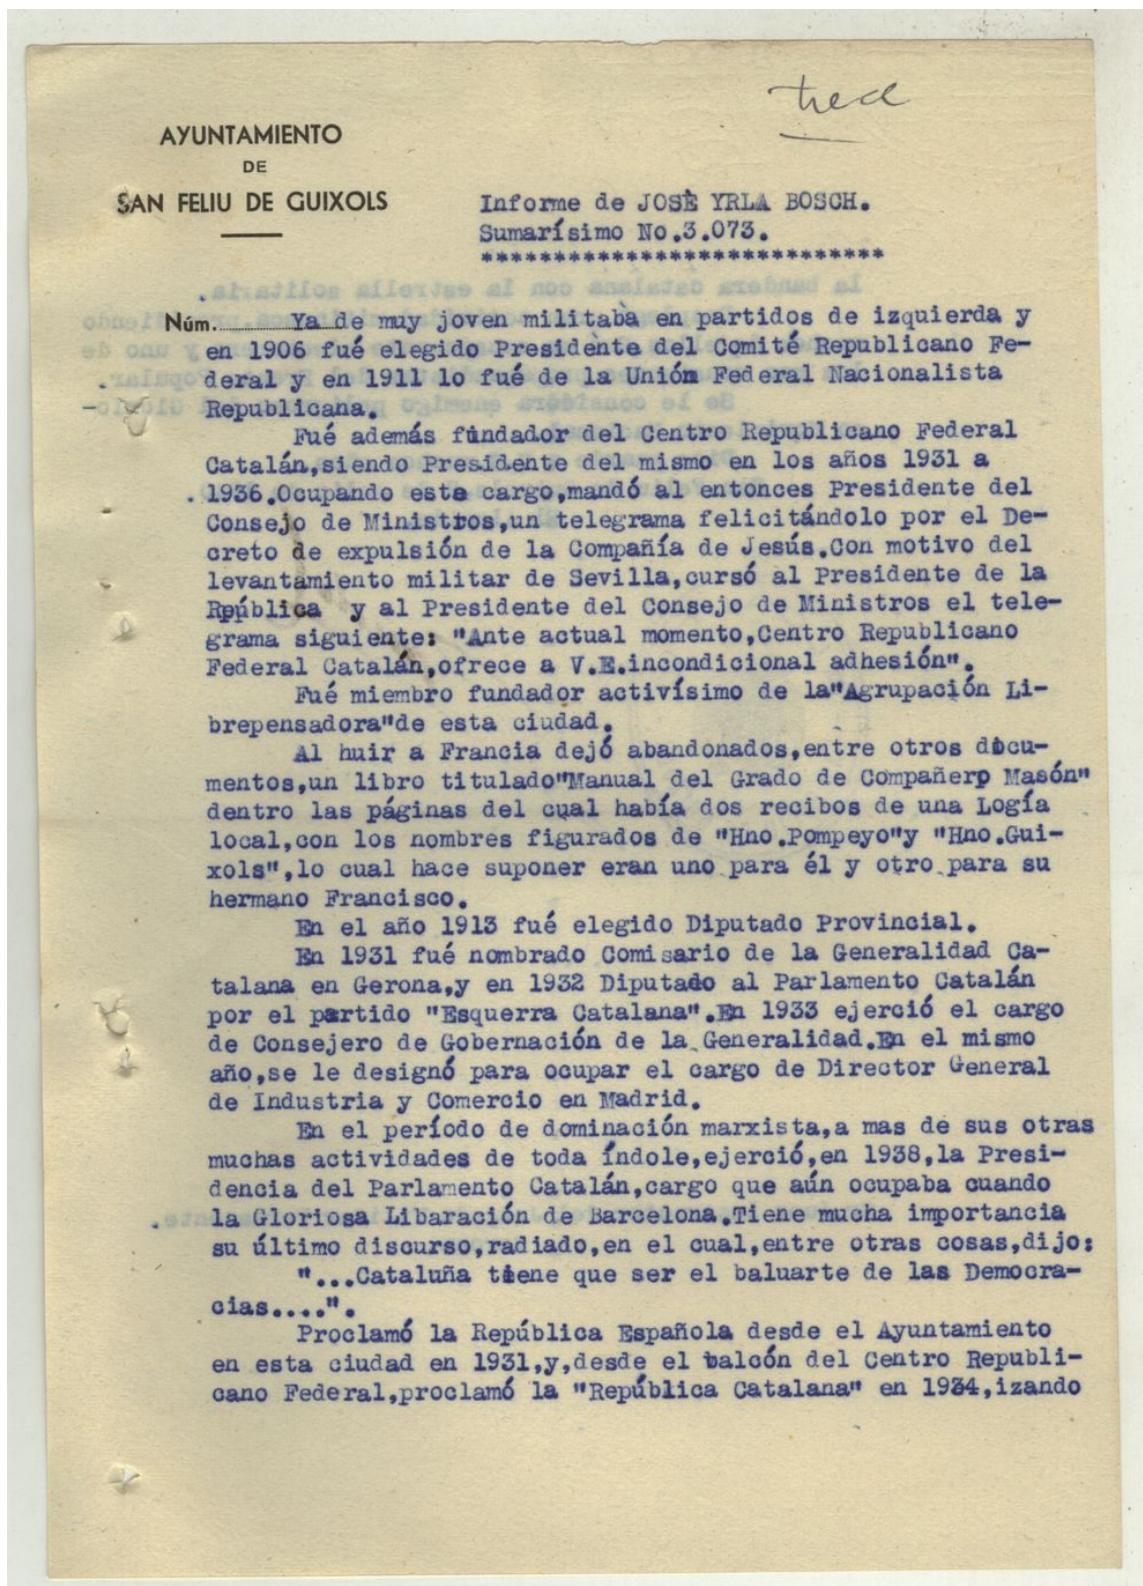 AYUNTAMIENTO
DE
SAN FELIU DE GUIXOLS
Informe de JOSÈ YRLA BOSCH.
Sumarísimo No.3.073.
****************************
Núm. Ya de muy joven militaba en partidos de izquierda y
en 1906 fué elegido Presidente del Comité Republicano Fe-
deral y en 1911 lo fué de la Unión Federal Nacionalista
Republicana.
Fué además fundador del Centro Republicano Federal
Catalán,siendo Presidente del mismo en los años 1931 a
1936.Ocupando este cargo,mandó al entonces Presidente del
Consejo de Ministros,un telegrama felicitándolo por el De-
creto de expulsión de la Compañía de Jesús.Con motivo del
levantamiento militar de Sevilla,cursó al Presidente de la
República y al Presidente del Consejo de Ministros el tele-
grama siguiente: "Ante actual momento,Centro Republicano
Federal Catalán,ofrece a V.E.incondicional adhesión".
Fué miembro fundador activísimo de la"Agrupación Li-
brepensadora"de esta ciudad.
Al huir a Francia dejó abandonados,entre otros docu-
mentos,un libro titulado"Manual del Grado de Compañero Masón"
dentro las páginas del cual había dos recibos de una Logía
local,con los nombres figurados de "Hno.Pompeyo"y "Hno.Gui-
xols",lo cual hace suponer eran uno para él y otro para su
hermano Francisco.
En el año 1913 fué elegido Diputado Provincial.
En 1931 fué nombrado Comisario de la Generalidad Ca-
talana en Gerona,y en 1932 Diputado al Parlamento Catalán
por el partido "Esquerra Catalana".En 1933 ejerció el cargo
de Consejero de Gobernación de la Generalidad.En el mismo
año,se le designó para ocupar el cargo de Director General
de Industria y Comercio en Madrid.
En el período de dominación marxista,a mas de sus otras
muchas actividades de toda índole,ejerció,en 1938,la Presi-
dencia del Parlamento Catalán,cargo que aún ocupaba cuando
la Gloriosa Libaración de Barcelona.Tiene mucha importancia
su último discurso,radiado,en el cual,entre otras cosas,dijo:
"...Cataluña tiene que ser el baluarte de las Democra-
cias....".
Proclamó la República Española desde el Ayuntamiento
en esta ciudad en 1931,y,desde el balcón del Centro Republi-
cano Federal,proclamó la "República Catalana" en 1934,izando